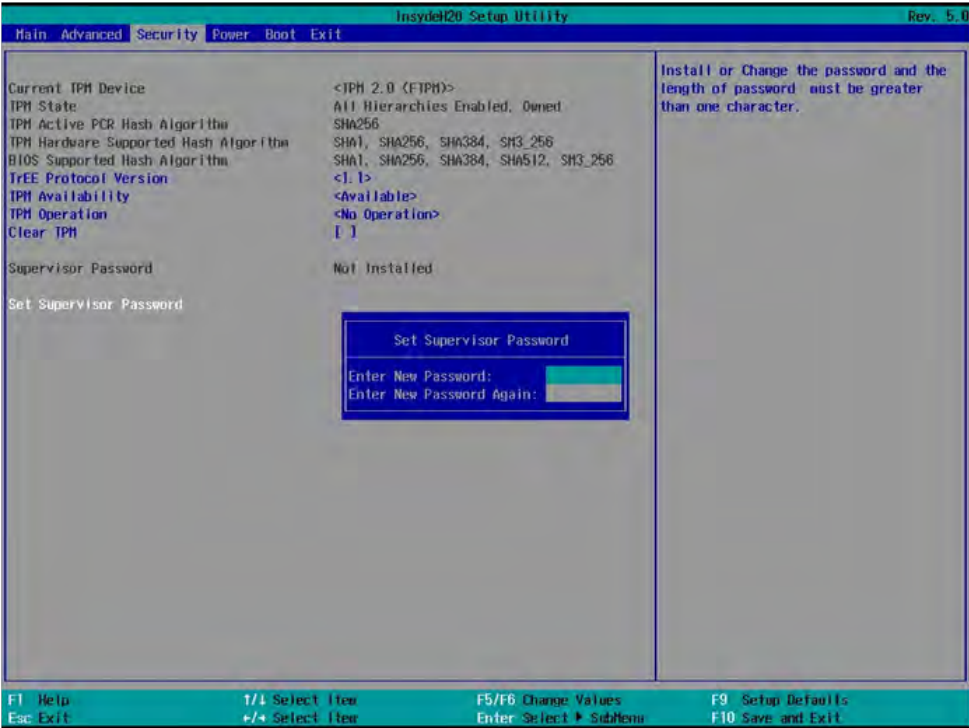 InsydeH20 Setup Utility Rev. 5.0
Main Advanced Security Power Boot Exit
Current TPM Device <TPM 2.0 (FTPM)>
TPM State All Hierarchies Enabled, Owned
TPM Active PCR Hash Algorithm SHA256
TPM Hardware Supported Hash Algorithm SHA1, SHA256, SHA384, SM3_256
BIOS Supported Hash Algorithm SHA1, SHA256, SHA384, SHA512, SM3_256
TrEE Protocol Version <1.1>
TPM Availability <Available>
TPM Operation <No Operation>
Clear TPM [ ]
Supervisor Password Not Installed
Set Supervisor Password
Set Supervisor Password
Enter New Password:
Enter New Password Again:
Install or Change the password and the
length of password must be greater
than one character.
F1 Help ↑/↓ Select Item F5/F6 Change Values F9 Setup Defaults
Esc Exit ←/→ Select Item Enter Select ▶ SubMenu F10 Save and Exit